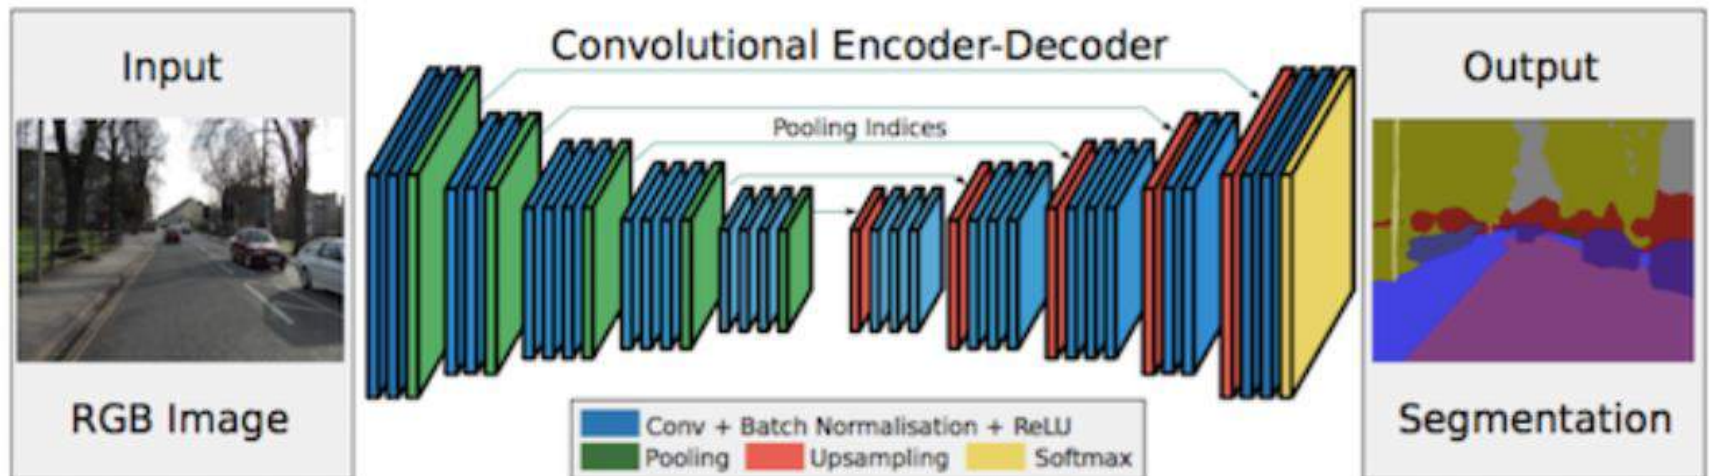 Input
RGB Image
Convolutional Encoder-Decoder
Pooling Indices
Conv + Batch Normalisation + ReLU
Pooling Upsampling Softmax
Output
Segmentation